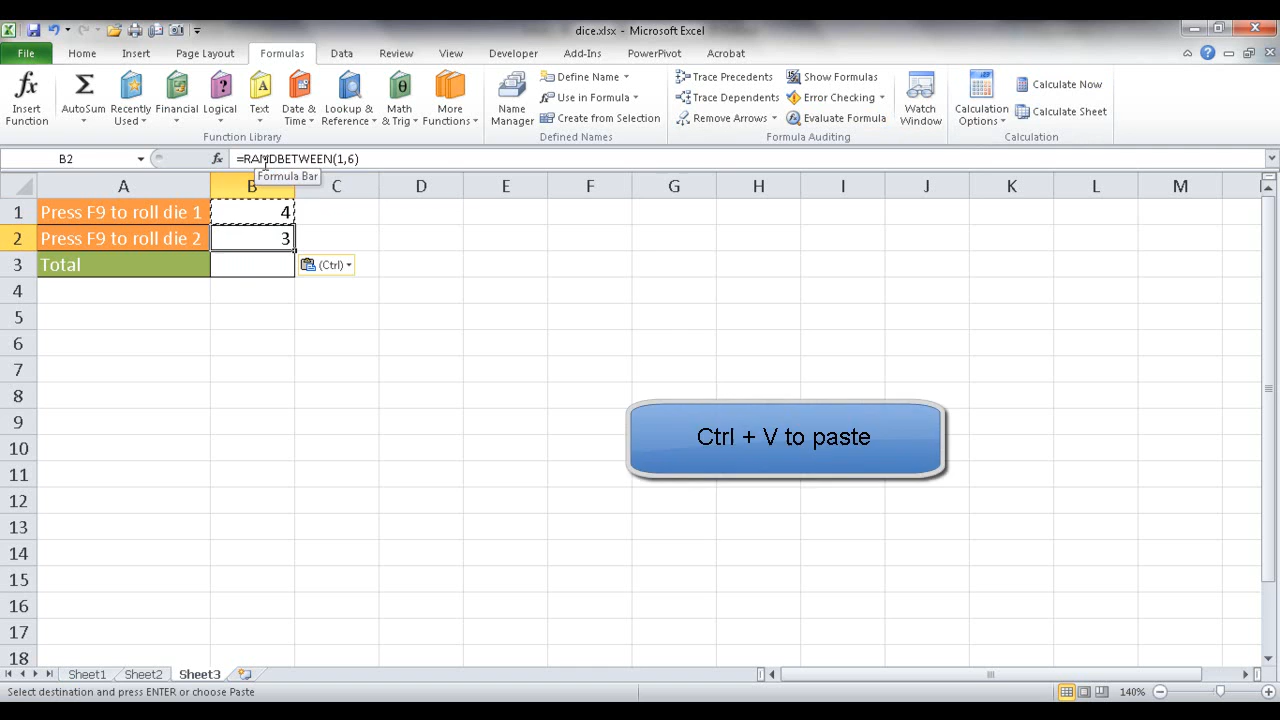 dice.xlsx - Microsoft Excel
File Home Insert Page Layout Formulas Data Review View Developer Add-Ins PowerPivot Acrobat
Insert Function
AutoSum
Recently Used
Financial
Logical
Text
Date & Time
Lookup & Reference
Math & Trig
More Functions
Function Library
Name Manager
Define Name
Use in Formula
Create from Selection
Defined Names
Trace Precedents
Trace Dependents
Remove Arrows
Show Formulas
Error Checking
Evaluate Formula
Watch Window
Formula Auditing
Calculation Options
Calculate Now
Calculate Sheet
Calculation
B2 fx =RANDBETWEEN(1,6)
Formula Bar
A B C D E F G H I J K L M
1 Press F9 to roll die 1 4
2 Press F9 to roll die 2 3
3 Total (Ctrl)
4
5
6
7
8
9
Ctrl + V to paste
10
11
12
13
14
15
16
17
18
Sheet1 Sheet2 Sheet3
Select destination and press ENTER or choose Paste 140%